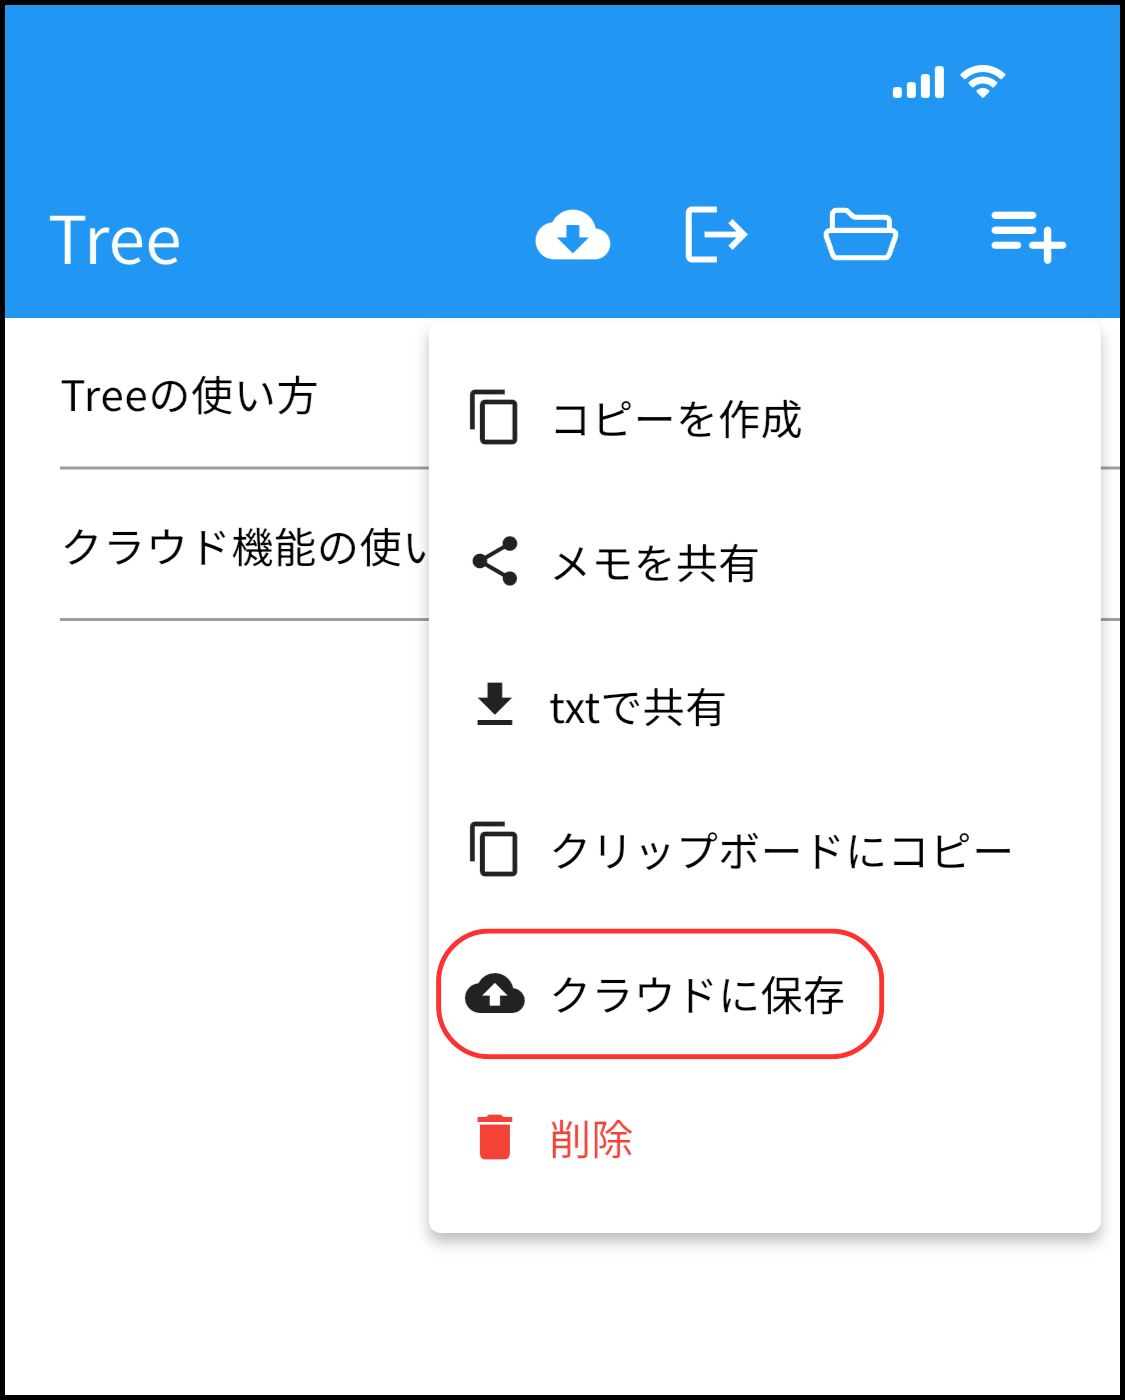 Tree
Treeの使い方
クラウド機能の使い
コピーを作成
メモを共有
txtで共有
クリップボードにコピー
クラウドに保存
削除